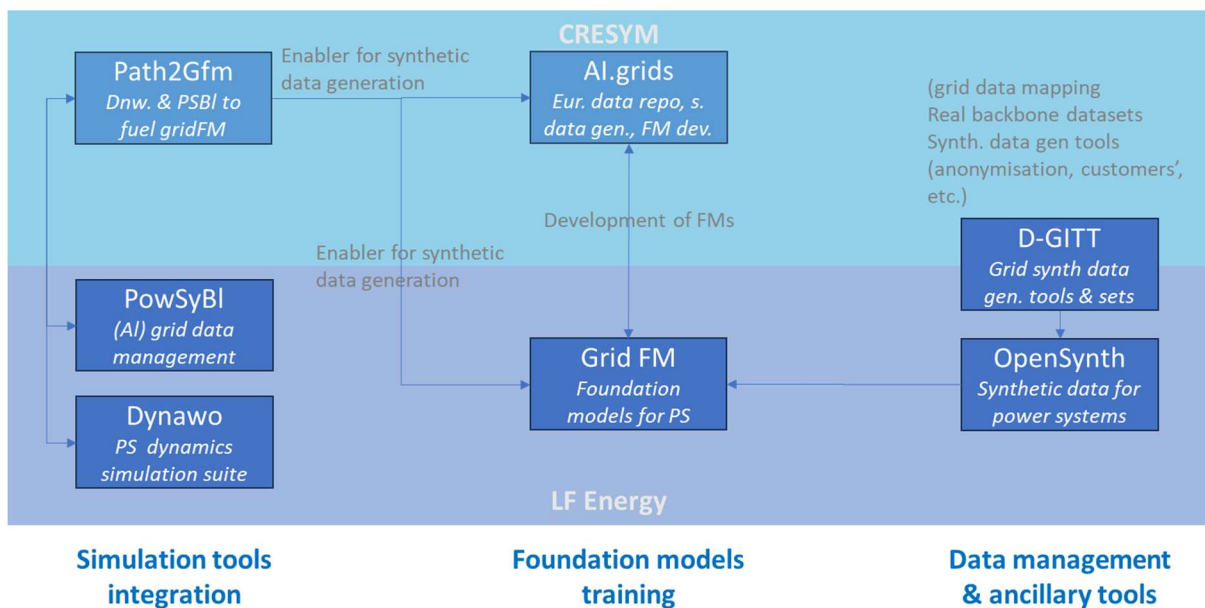 CRESYM
Path2Gfm
Dnw. & PSBl to
fuel gridFM
Enabler for synthetic
data generation
AI.grids
Eur. data repo, s.
data gen., FM dev.
(grid data mapping
Real backbone datasets
Synth. data gen tools
(anonymisation, customers’,
etc.)
Development of FMs
Enabler for synthetic
data generation
D-GITT
Grid synth data
gen. tools & sets
PowSyBl
(Al) grid data
management
Grid FM
Foundation
models for PS
OpenSynth
Synthetic data for
power systems
Dynawo
PS dynamics
simulation suite
LF Energy
Simulation tools
integration
Foundation models
training
Data management
& ancillary tools